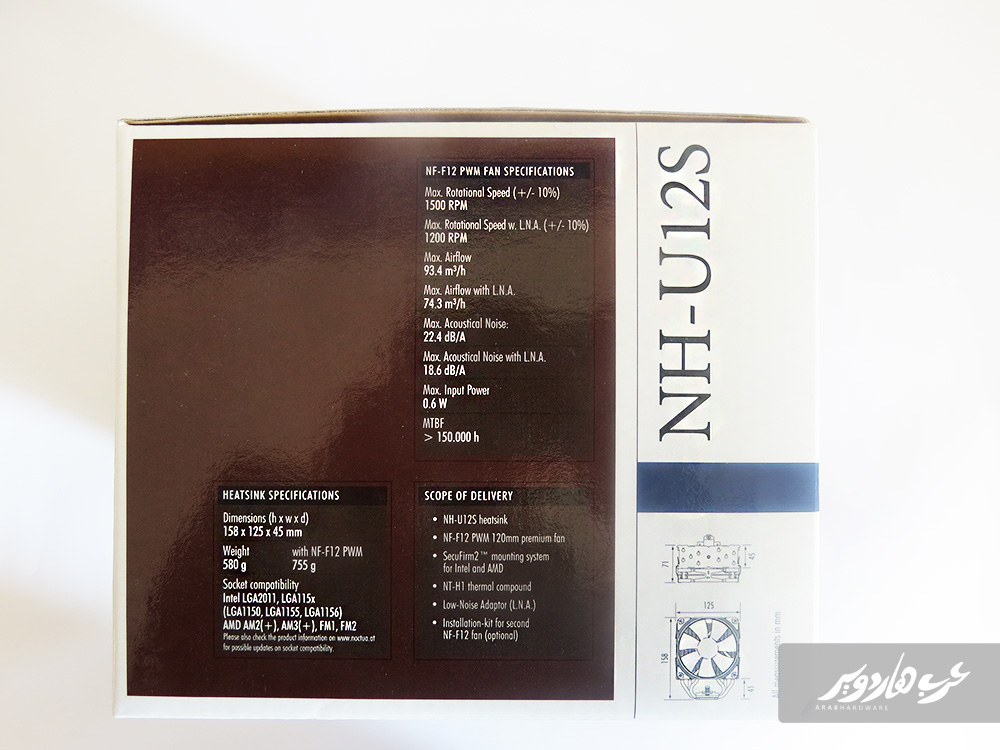 NF-F12 PWM FAN SPECIFICATIONS
Max. Rotational Speed (+/- 10%)
1500 RPM
Max. Rotational Speed w. L.N.A. (+/- 10%)
1200 RPM
Max. Airflow
93.4 m³/h
Max. Airflow with L.N.A.
74.3 m³/h
Max. Acoustical Noise:
22.4 dB/A
Max. Acoustical Noise with L.N.A.
18.6 dB/A
Max. Input Power
0.6 W
MTBF
> 150.000 h
HEATSINK SPECIFICATIONS
Dimensions (h x w x d)
158 x 125 x 45 mm
Weight with NF-F12 PWM
580 g 755 g
Socket compatibility
Intel LGA2011, LGA115x
(LGA1150, LGA1155, LGA1156)
AMD AM2(+), AM3(+), FM1, FM2
Please also check the product information on www.noctua.at
for possible updates on socket compatibility.
SCOPE OF DELIVERY
• NH-U12S heatsink
• NF-F12 PWM 120mm premium fan
• SecuFirm2™ mounting system
for Intel and AMD
• NT-H1 thermal compound
• Low-Noise Adaptor (L.N.A.)
• Installation-kit for second
NF-F12 fan (optional)
NH-U12S
71
45
125
158
41
All measurements in mm
عرب هاردوير
ARABHARDWARE